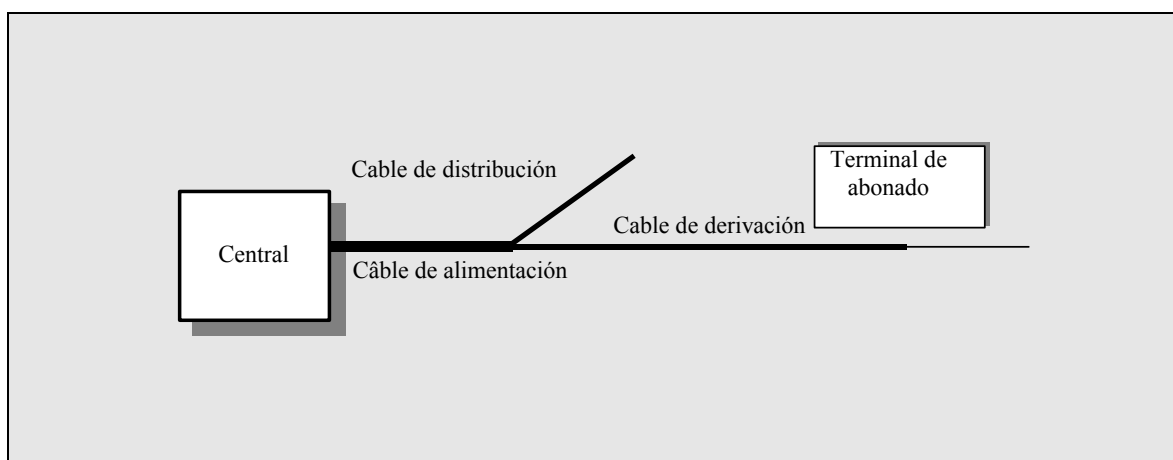 Cable de distribución
Terminal de
abonado
Cable de derivación
Central
Câble de alimentación